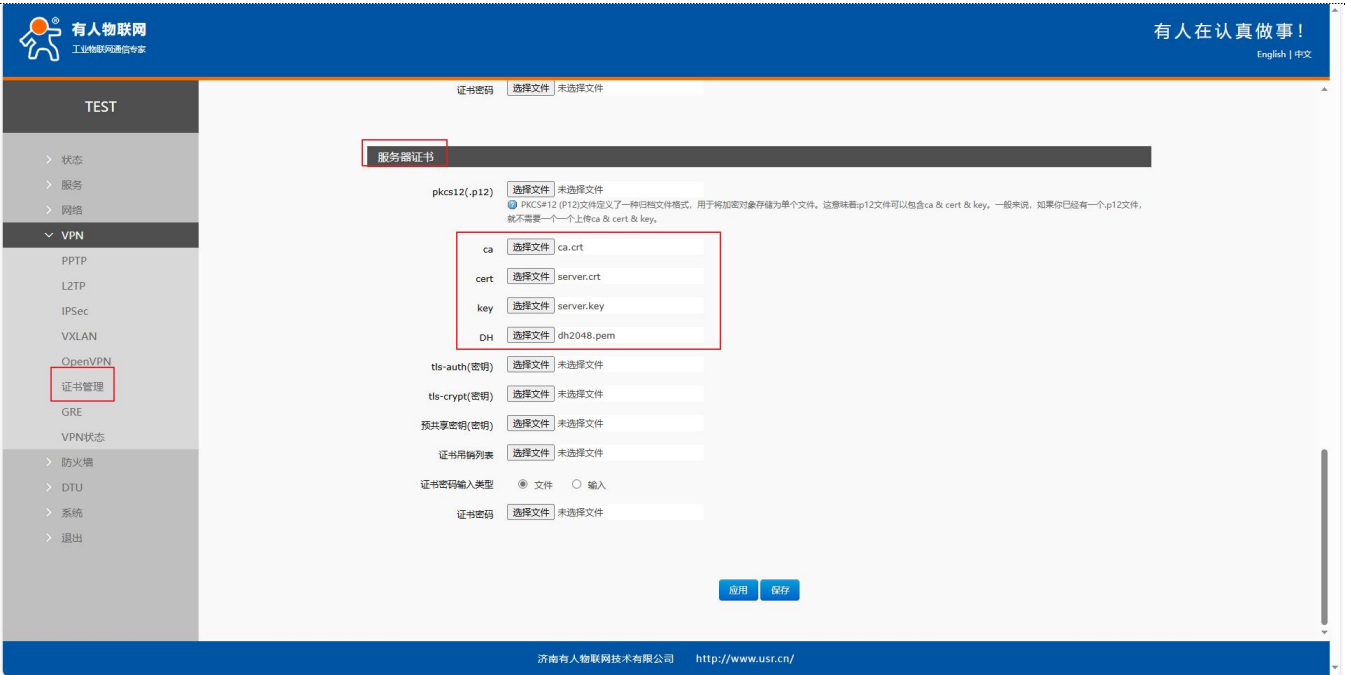 有人物联网
工业物联网通信专家
有人在认真做事!
English | 中文
TEST
状态
服务
网络
VPN
PPTP
L2TP
IPSec
VXLAN
OpenVPN
证书管理
GRE
VPN状态
防火墙
DTU
系统
退出
证书密码 选择文件 未选择文件
服务器证书
pkcs12(.p12) 选择文件 未选择文件
PKCS#12 (P12)文件定义了一种归档文件格式,用于将加密对象存储为单个文件。这意味着:p12文件可以包含ca & cert & key。一般来说,如果你已经有一个.p12文件,
就不需要一个一个上传ca & cert & key。
ca 选择文件 ca.crt
cert 选择文件 server.crt
key 选择文件 server.key
DH 选择文件 dh2048.pem
tls-auth(密钥) 选择文件 未选择文件
tls-crypt(密钥) 选择文件 未选择文件
预共享密钥(密钥) 选择文件 未选择文件
证书吊销列表 选择文件 未选择文件
证书密码输入类型 文件 输入
证书密码 选择文件 未选择文件
应用 保存
济南有人物联网技术有限公司 http://www.usr.cn/